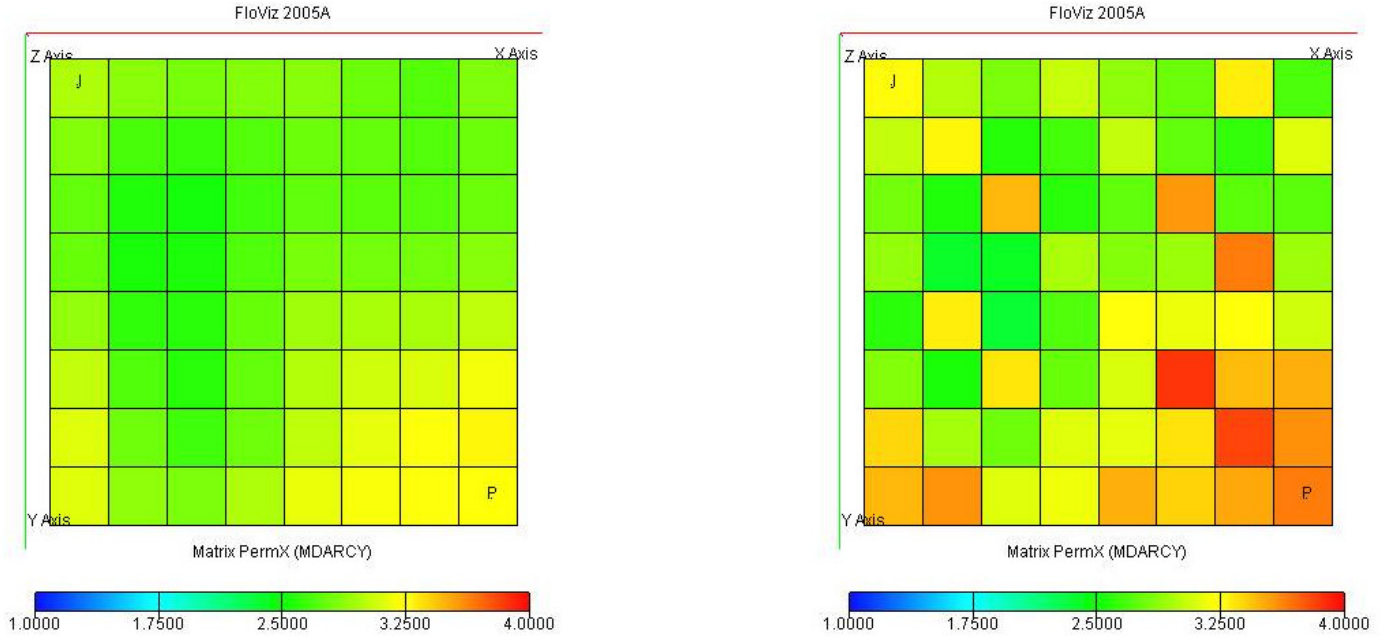 FloViz 2005A
Z Axis
X Axis
J
P
Y Axis
Matrix PermX (MDARCY)
1.0000 1.7500 2.5000 3.2500 4.0000
FloViz 2005A
Z Axis
X Axis
J
P
Y Axis
Matrix PermX (MDARCY)
1.0000 1.7500 2.5000 3.2500 4.0000